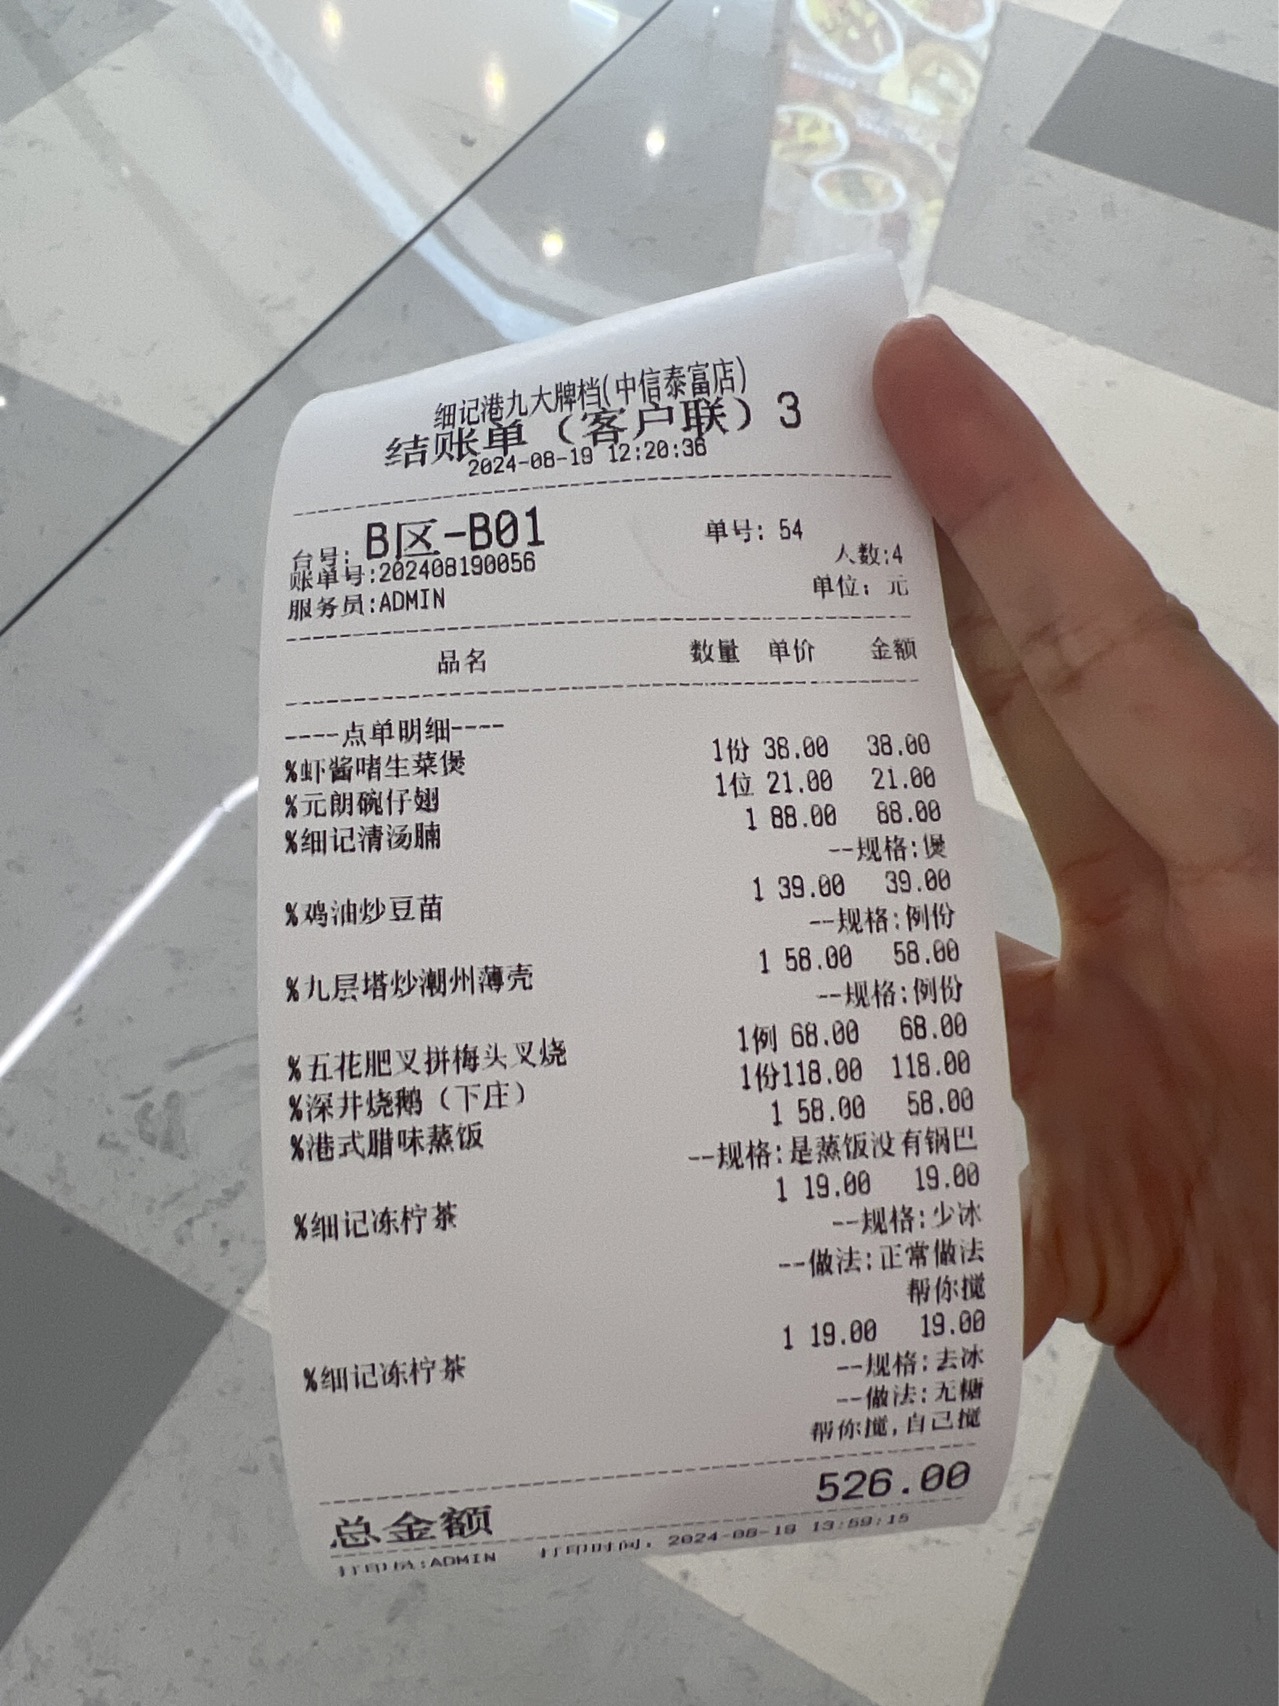 细记港九大牌档(中信泰富店)
结账单（客户联）3
2024-08-19 12:20:36
台号: B区-B01 单号: 54
账单号:202408190056 人数:4
服务员:ADMIN 单位: 元
品名 数量 单价 金额
----点单明细----
%虾酱啫生菜煲 1份 38.00 38.00
%元朗碗仔翅 1位 21.00 21.00
%细记清汤腩 1 88.00 88.00
--规格:煲
%鸡油炒豆苗 1 39.00 39.00
--规格:例份
%九层塔炒潮州薄壳 1 58.00 58.00
--规格:例份
%五花肥叉拼梅头叉烧 1例 68.00 68.00
%深井烧鹅（下庄） 1份118.00 118.00
%港式腊味蒸饭 1 58.00 58.00
--规格:是蒸饭没有锅巴
%细记冻柠茶 1 19.00 19.00
--规格:少冰
--做法:正常做法
帮你搅
%细记冻柠茶 1 19.00 19.00
--规格:去冰
--做法:无糖
帮你搅,自己搅
总金额 526.00
打印员:ADMIN 打印时间: 2024-08-19 13:59:15